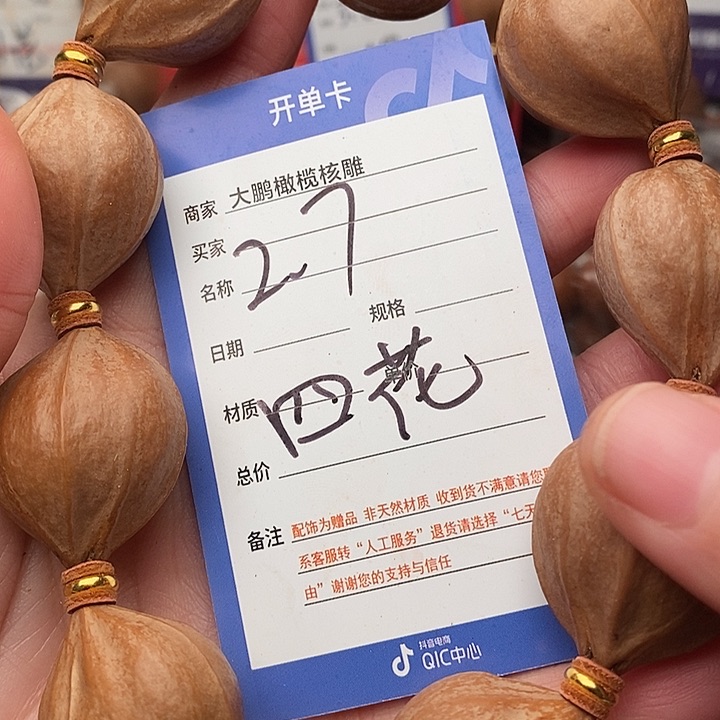 开单卡
商家 大鹏橄榄核雕
买家
27
名称
日期 规格
材质 四花 单价
总价
备注 配饰为赠品 非天然材质 收到货不满意请您
系客服转“人工服务”退货请选择“七天
由”谢谢您的支持与信任
抖音电商
QIC中心